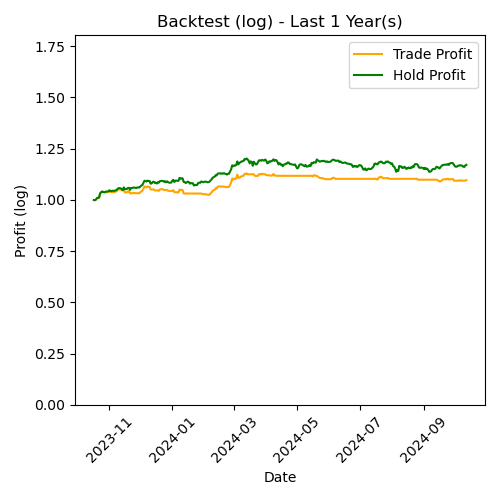 Backtest (log) - Last 1 Year(s)
Trade Profit
Hold Profit
Profit (log)
1.75
1.50
1.25
1.00
0.75
0.50
0.25
0.00
2023-11
2024-01
2024-03
2024-05
2024-07
2024-09
Date